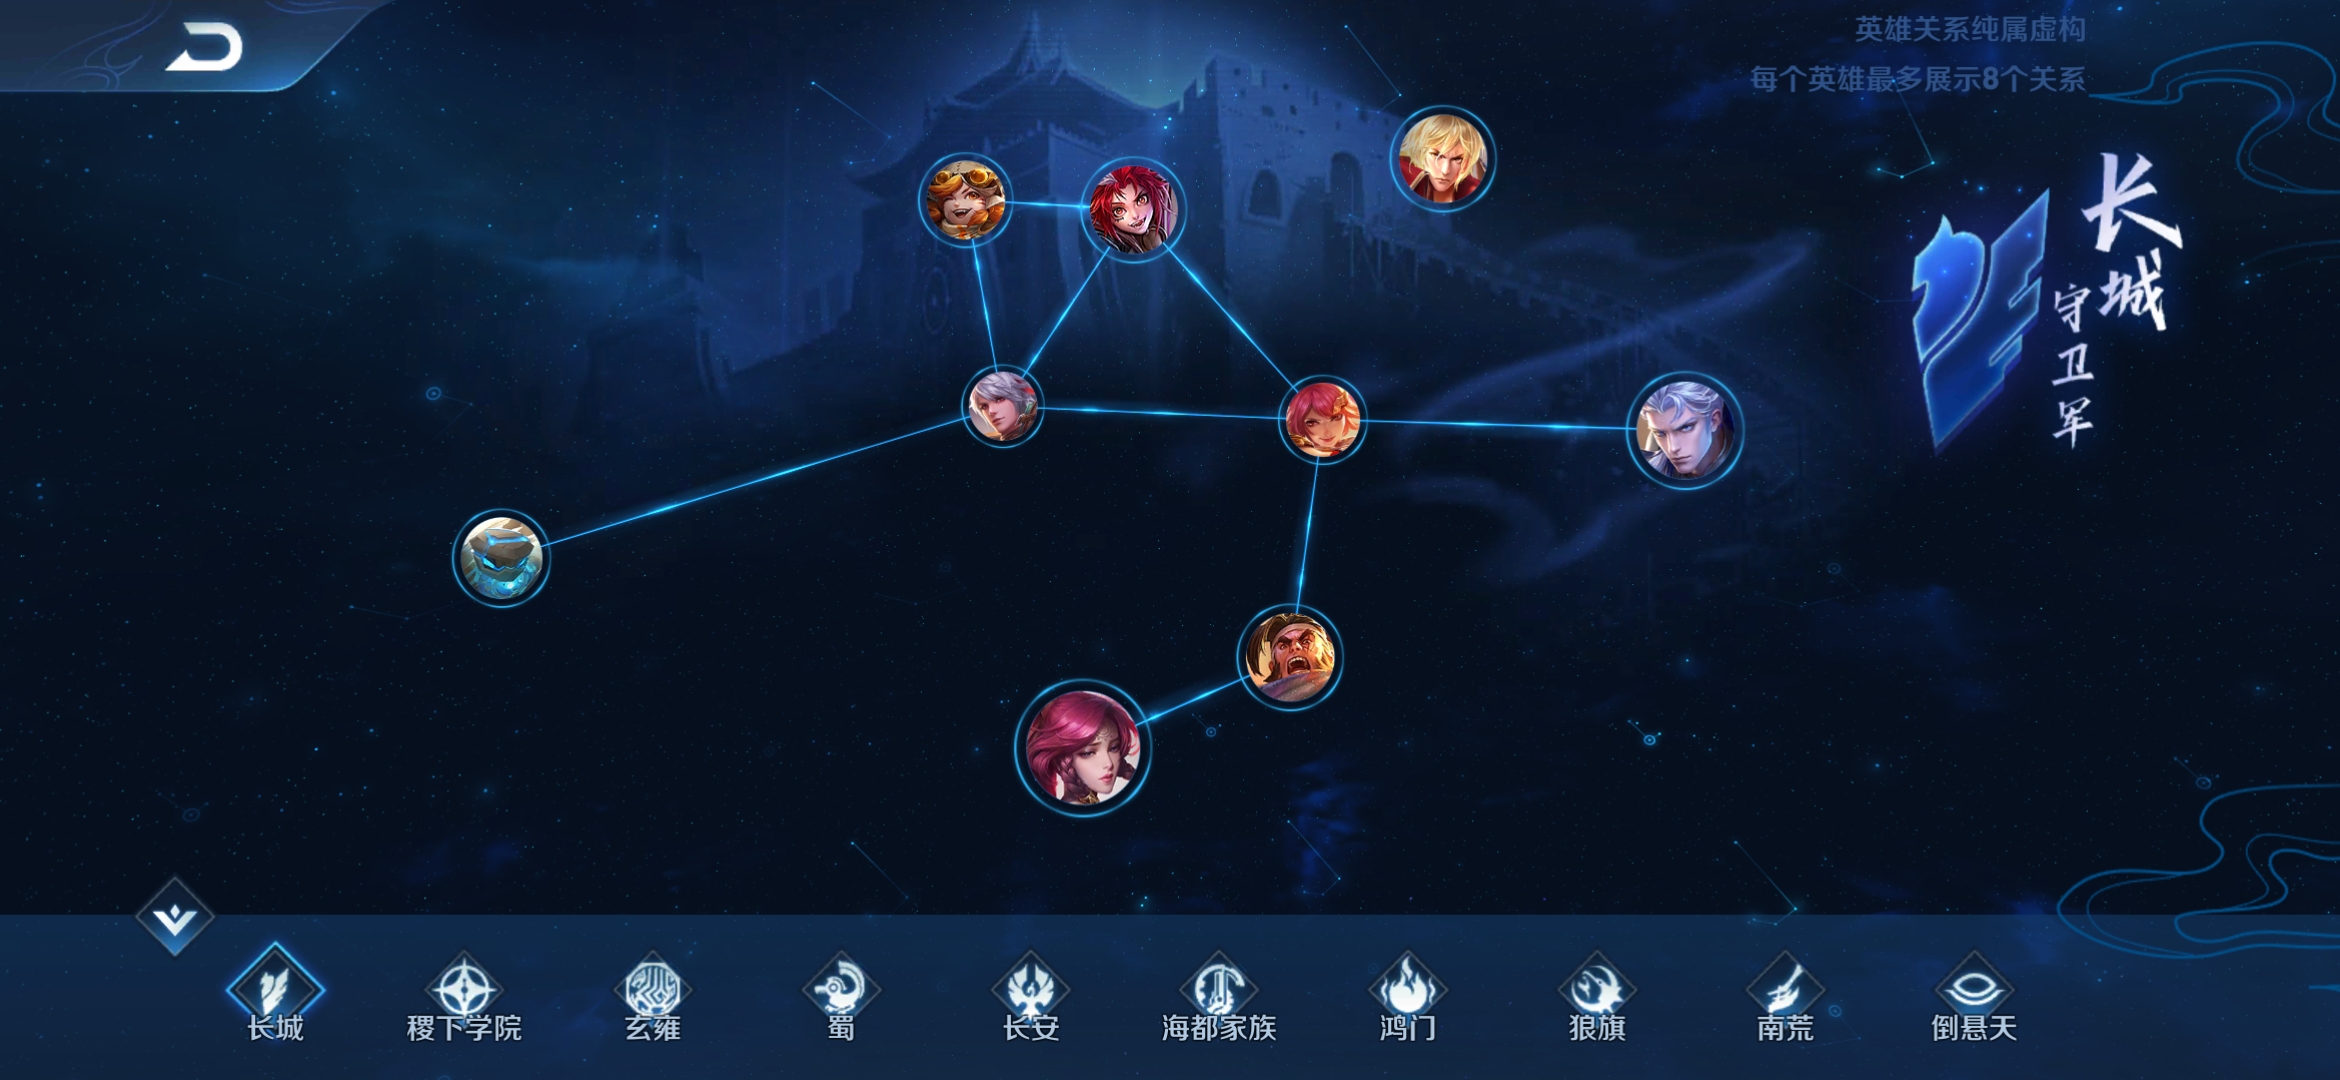 英雄关系纯属虚构
每个英雄最多展示8个关系
长城
守卫军
长城
稷下学院
玄雍
蜀
长安
海都家族
鸿门
狼旗
南荒
倒悬天